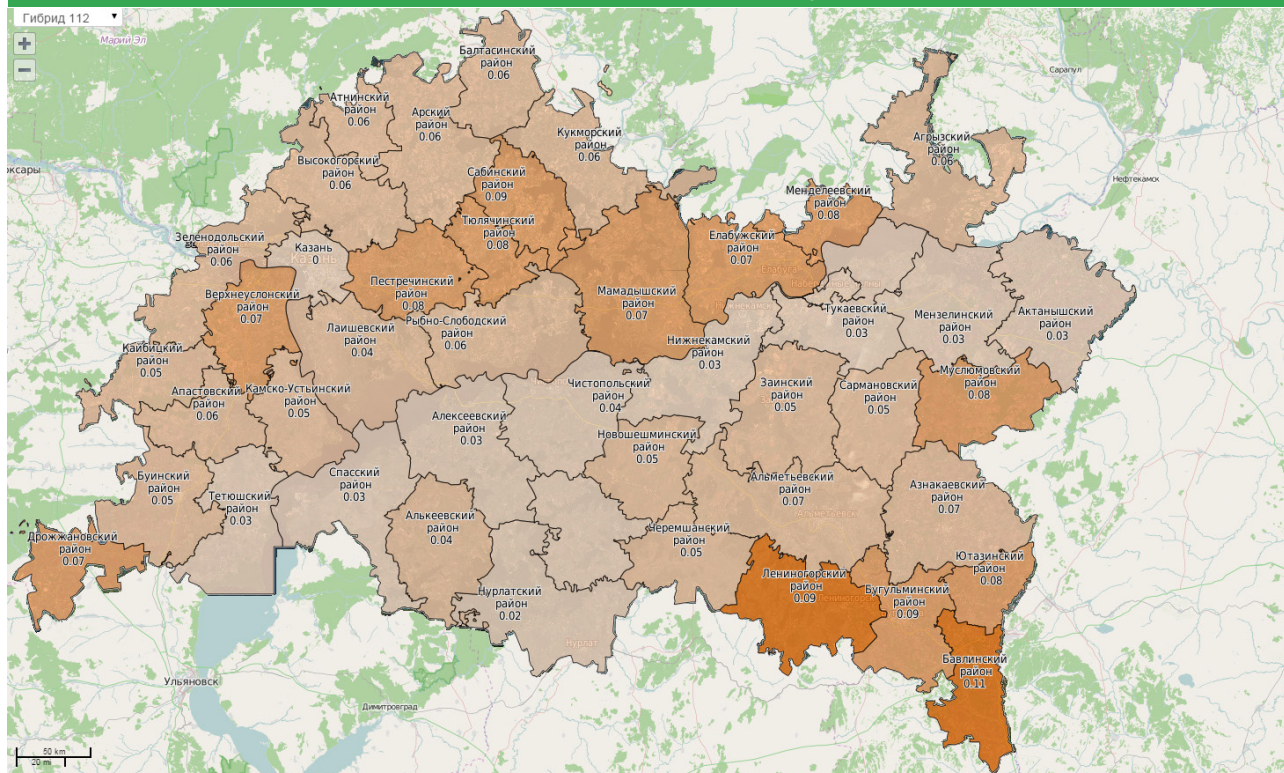 Гибрид 112
+
−
Марий Эл
Балтасинский
район
0.06
Сарапул
Атнинский
район
0.06
Арский
район
0.06
Кукморский
район
0.06
Агрызский
район
0.06
Высокогорский
район
0.06
Сабинский
район
0.09
Нефтекамск
Менделеевский
район
0.08
Тюлячинский
район
0.08
Елабужский
район
0.07
Зеленодольский
район
0.06
Казань
0
Пестречинский
район
0.08
Мамадышский
район
0.07
Верхнеуслонский
район
0.07
Лаишевский
район
0.04
Рыбно-Слободский
район
0.06
Тукаевский
район
0.03
Мензелинский
район
0.03
Актанышский
район
0.03
Нижнекамский
район
0.03
Кайбицкий
район
0.05
Апастовский
район
0.06
Камско-Устьинский
район
0.05
Чистопольский
район
0.04
Заинский
район
0.05
Сармановский
район
0.05
Муслюмовский
район
0.08
Алексеевский
район
0.03
Новошешминский
район
0.05
Буинский
район
0.05
Тетюшский
район
0.03
Спасский
район
0.03
Альметьевский
район
0.07
Альметьевск
Азнакаевский
район
0.07
Алькеевский
район
0.04
Черемшанский
район
0.05
Дрожжановский
район
0.07
Ютазинский
район
0.08
Лениногорский
район
0.09
Бугульминский
район
0.09
Нурлатский
район
0.02
Нурлат
Бавлинский
район
0.11
Ульяновск
Димитровград
50 km
20 mi